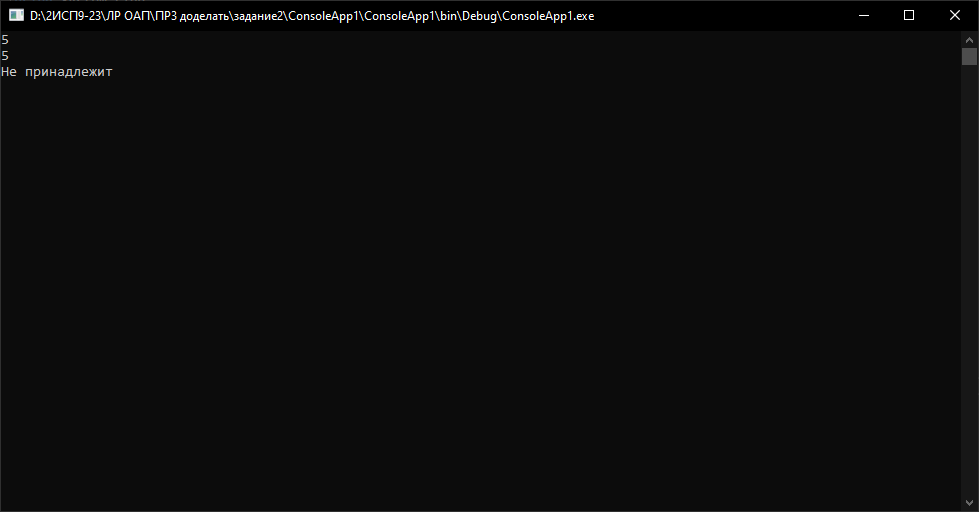 D:\2ИСП9-23\ЛР ОАП\ПР3 доделать\задание2\ConsoleApp1\ConsoleApp1\bin\Debug\ConsoleApp1.exe
5
5
Не принадлежит